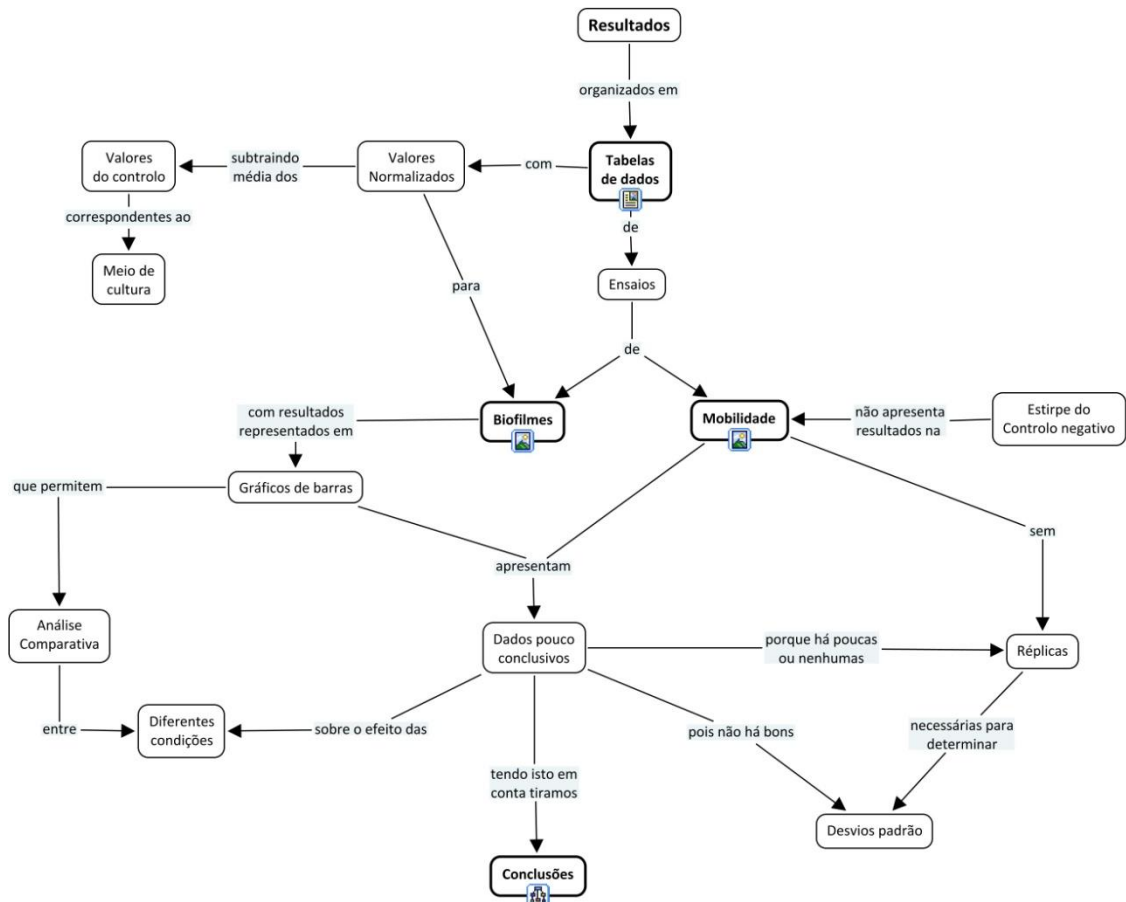 Resultados
organizados em
Tabelas
de dados
com
Valores
Normalizados
subtraindo
média dos
Valores
do controlo
correspondentes ao
Meio de
cultura
de
Ensaios
para
de
Biofilmes
Mobilidade
não apresenta
resultados na
Estirpe do
Controlo negativo
com resultados
representados em
Gráficos de barras
que permitem
sem
apresentam
Análise
Comparativa
Dados pouco
conclusivos
porque há poucas
ou nenhumas
Réplicas
entre
Diferentes
condições
sobre o efeito das
pois não há bons
necessárias para
determinar
tendo isto em
conta tiramos
Desvios padrão
Conclusões